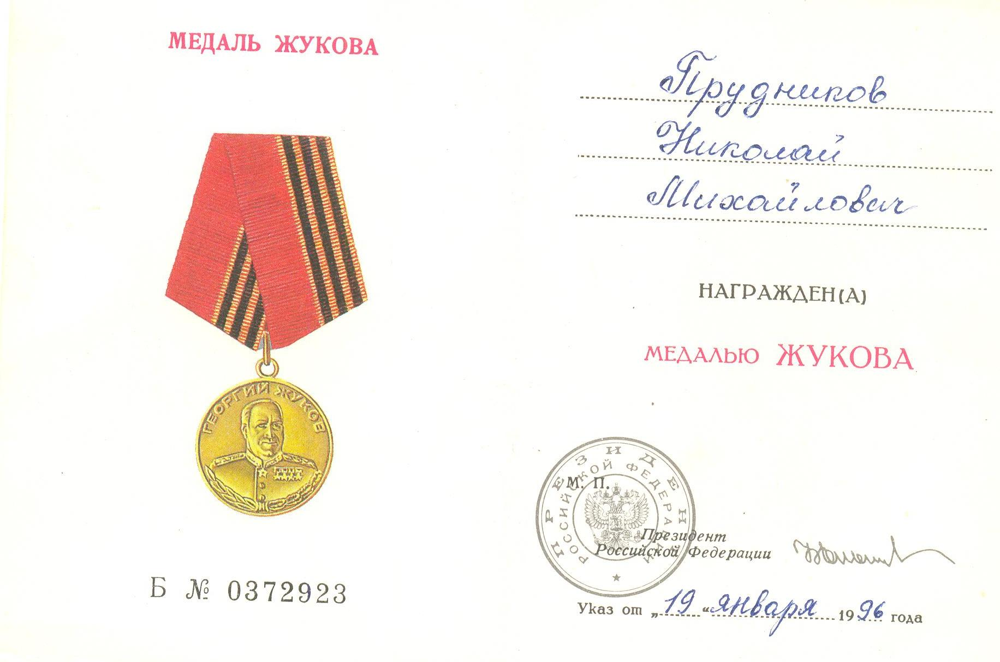 МЕДАЛЬ ЖУКОВА
ГЕОРГИЙ ЖУКОВ
Б № 0372923
Прудников
Николай
Михайлович
НАГРАЖДЕН(А)
МЕДАЛЬЮ ЖУКОВА
ПРЕЗИДЕНТ
РОССИЙСКОЙ ФЕДЕРАЦИИ
М. П.
Президент
Российской Федерации
Указ от „19“ января 1996 года